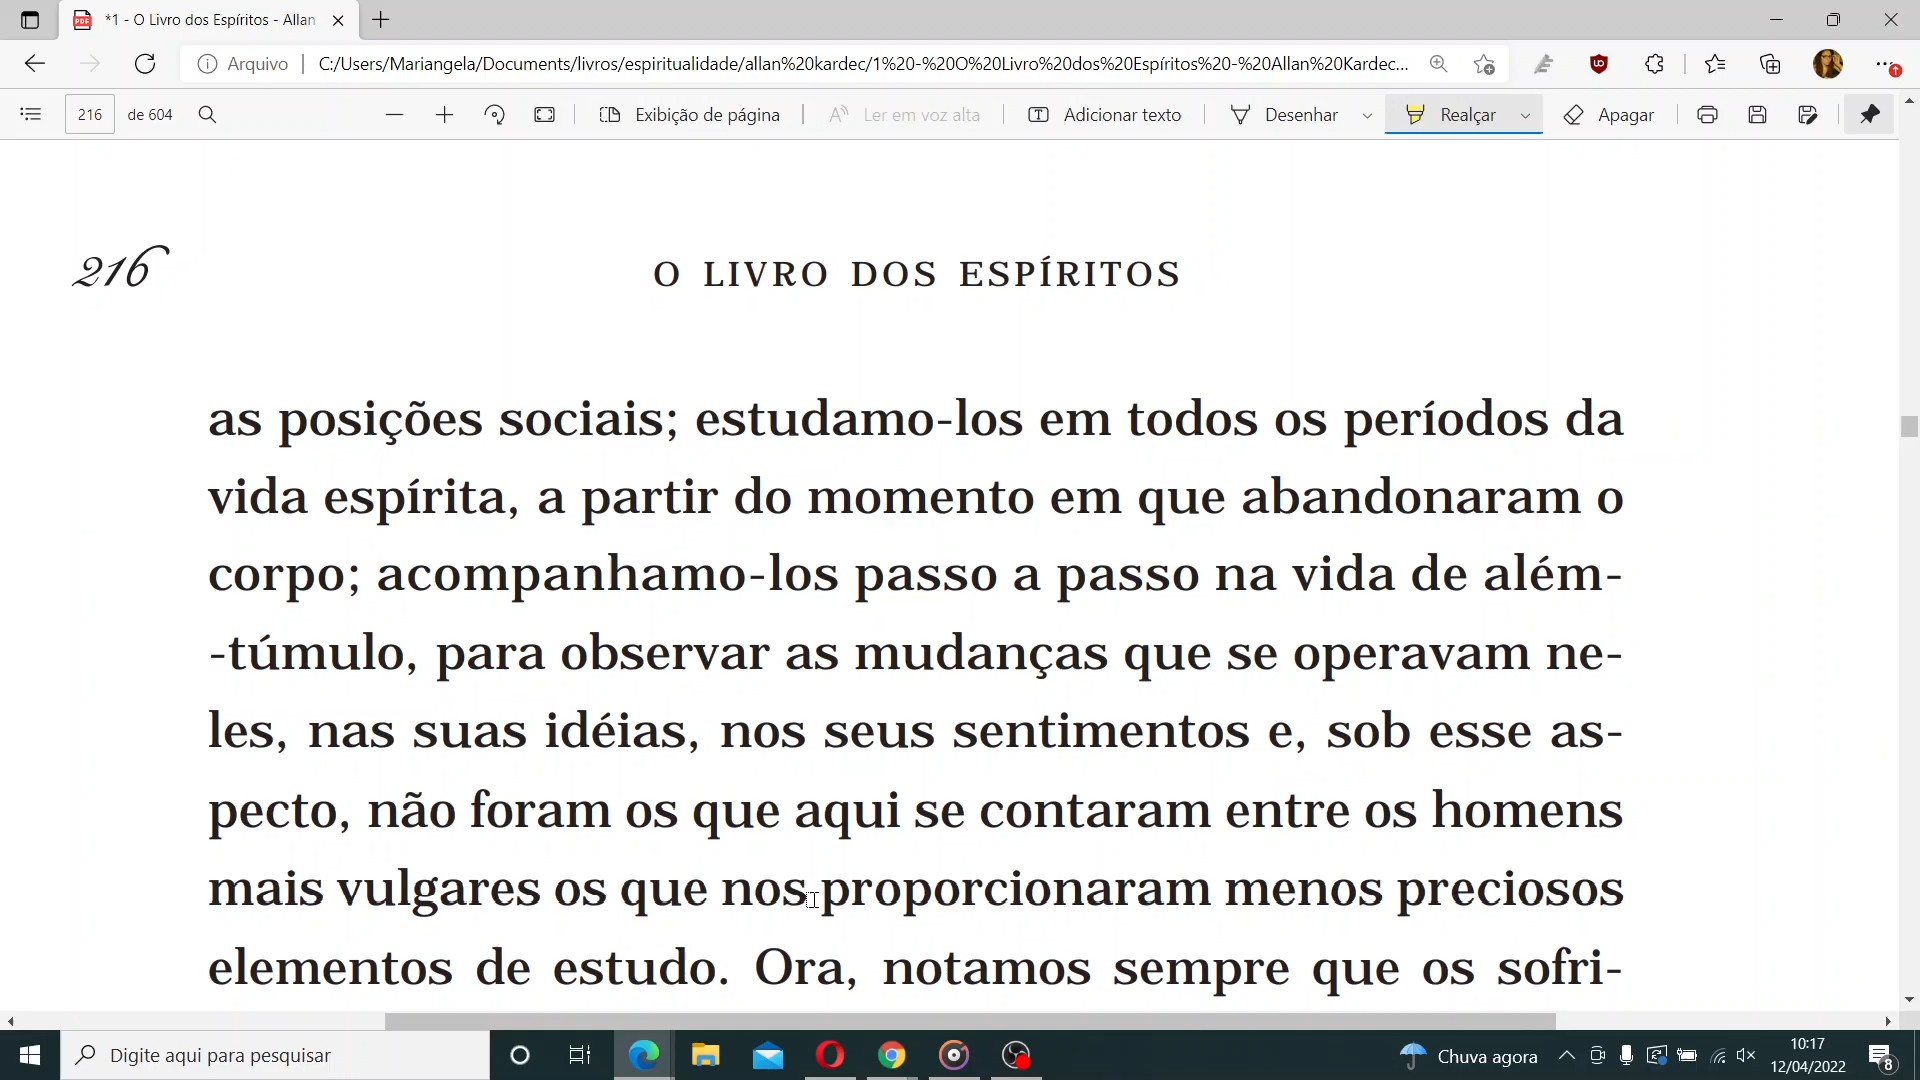 *1 - O Livro dos Espíritos - Allan
Arquivo
C:/Users/Mariangela/Documents/livros/espiritualidade/allan%20kardec/1%20-%20O%20Livro%20dos%20Espíritos%20-%20Allan%20Kardec...
216 de 604
Exibição de página
Ler em voz alta
Adicionar texto
Desenhar
Realçar
Apagar
216
O LIVRO DOS ESPÍRITOS
as posições sociais; estudamo-los em todos os períodos da
vida espírita, a partir do momento em que abandonaram o
corpo; acompanhamo-los passo a passo na vida de além-
-túmulo, para observar as mudanças que se operavam ne-
les, nas suas idéias, nos seus sentimentos e, sob esse as-
pecto, não foram os que aqui se contaram entre os homens
mais vulgares os que nos proporcionaram menos preciosos
elementos de estudo. Ora, notamos sempre que os sofri-
Digite aqui para pesquisar
Chuva agora
10:17
12/04/2022
8